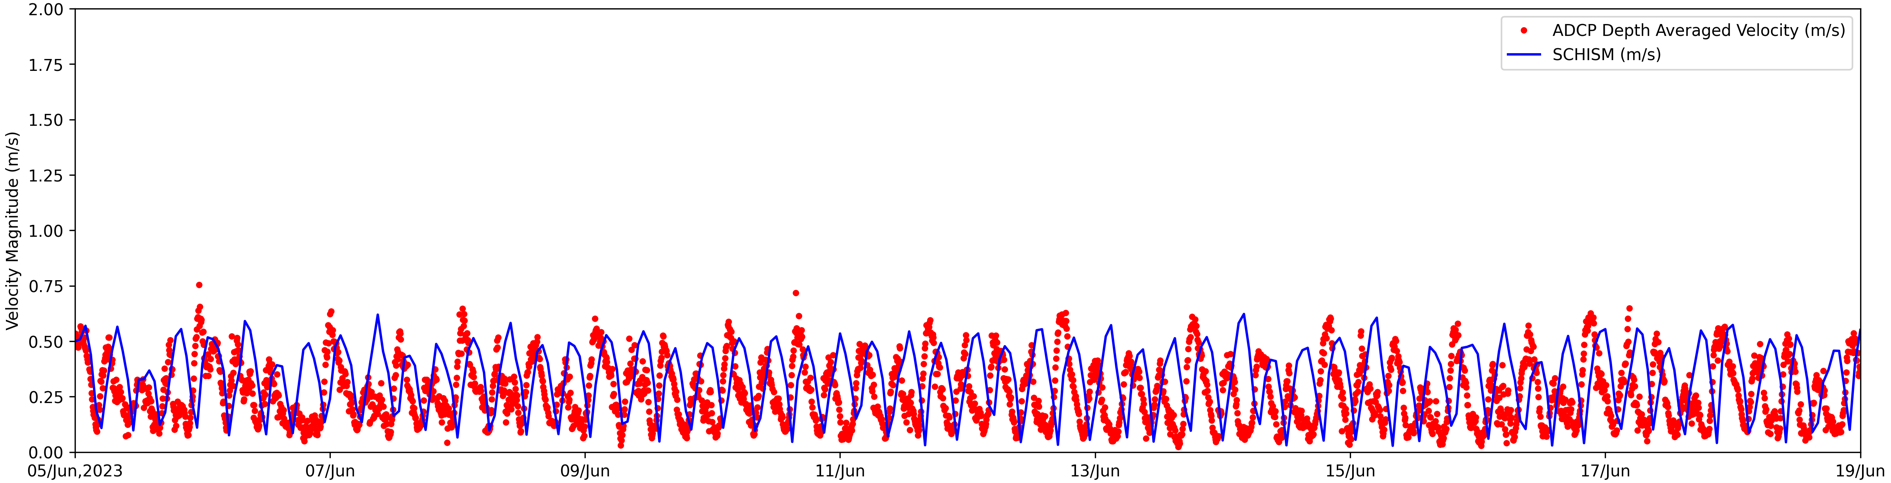 2.00
1.75
1.50
1.25
1.00
0.75
0.50
0.25
0.00
Velocity Magnitude (m/s)
ADCP Depth Averaged Velocity (m/s)
SCHISM (m/s)
05/Jun,2023 07/Jun 09/Jun 11/Jun 13/Jun 15/Jun 17/Jun 19/Jun